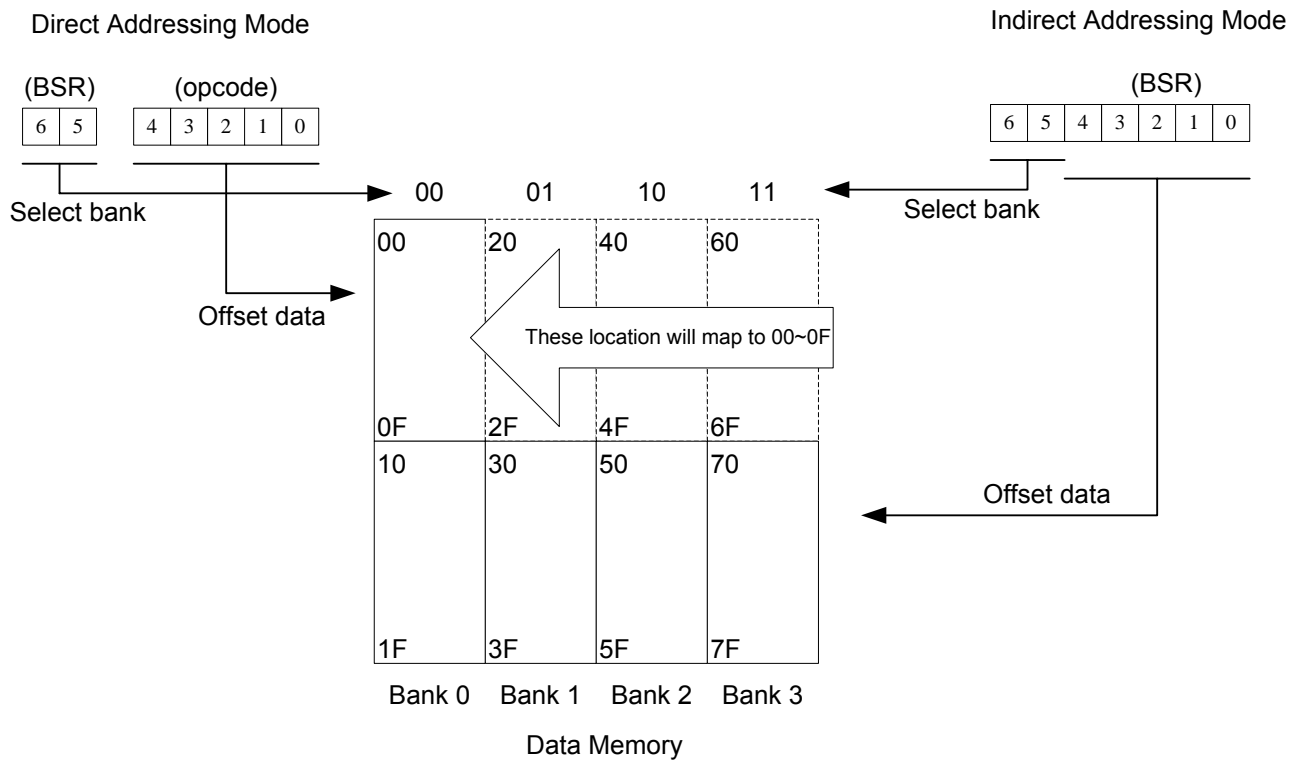 Direct Addressing Mode
Indirect Addressing Mode
(BSR) (opcode)
(BSR)
6 5 4 3 2 1 0
6 5 4 3 2 1 0
Select bank
00 01 10 11
Select bank
00 20 40 60
Offset data
These location will map to 00~0F
0F 2F 4F 6F
10 30 50 70
Offset data
1F 3F 5F 7F
Bank 0 Bank 1 Bank 2 Bank 3
Data Memory